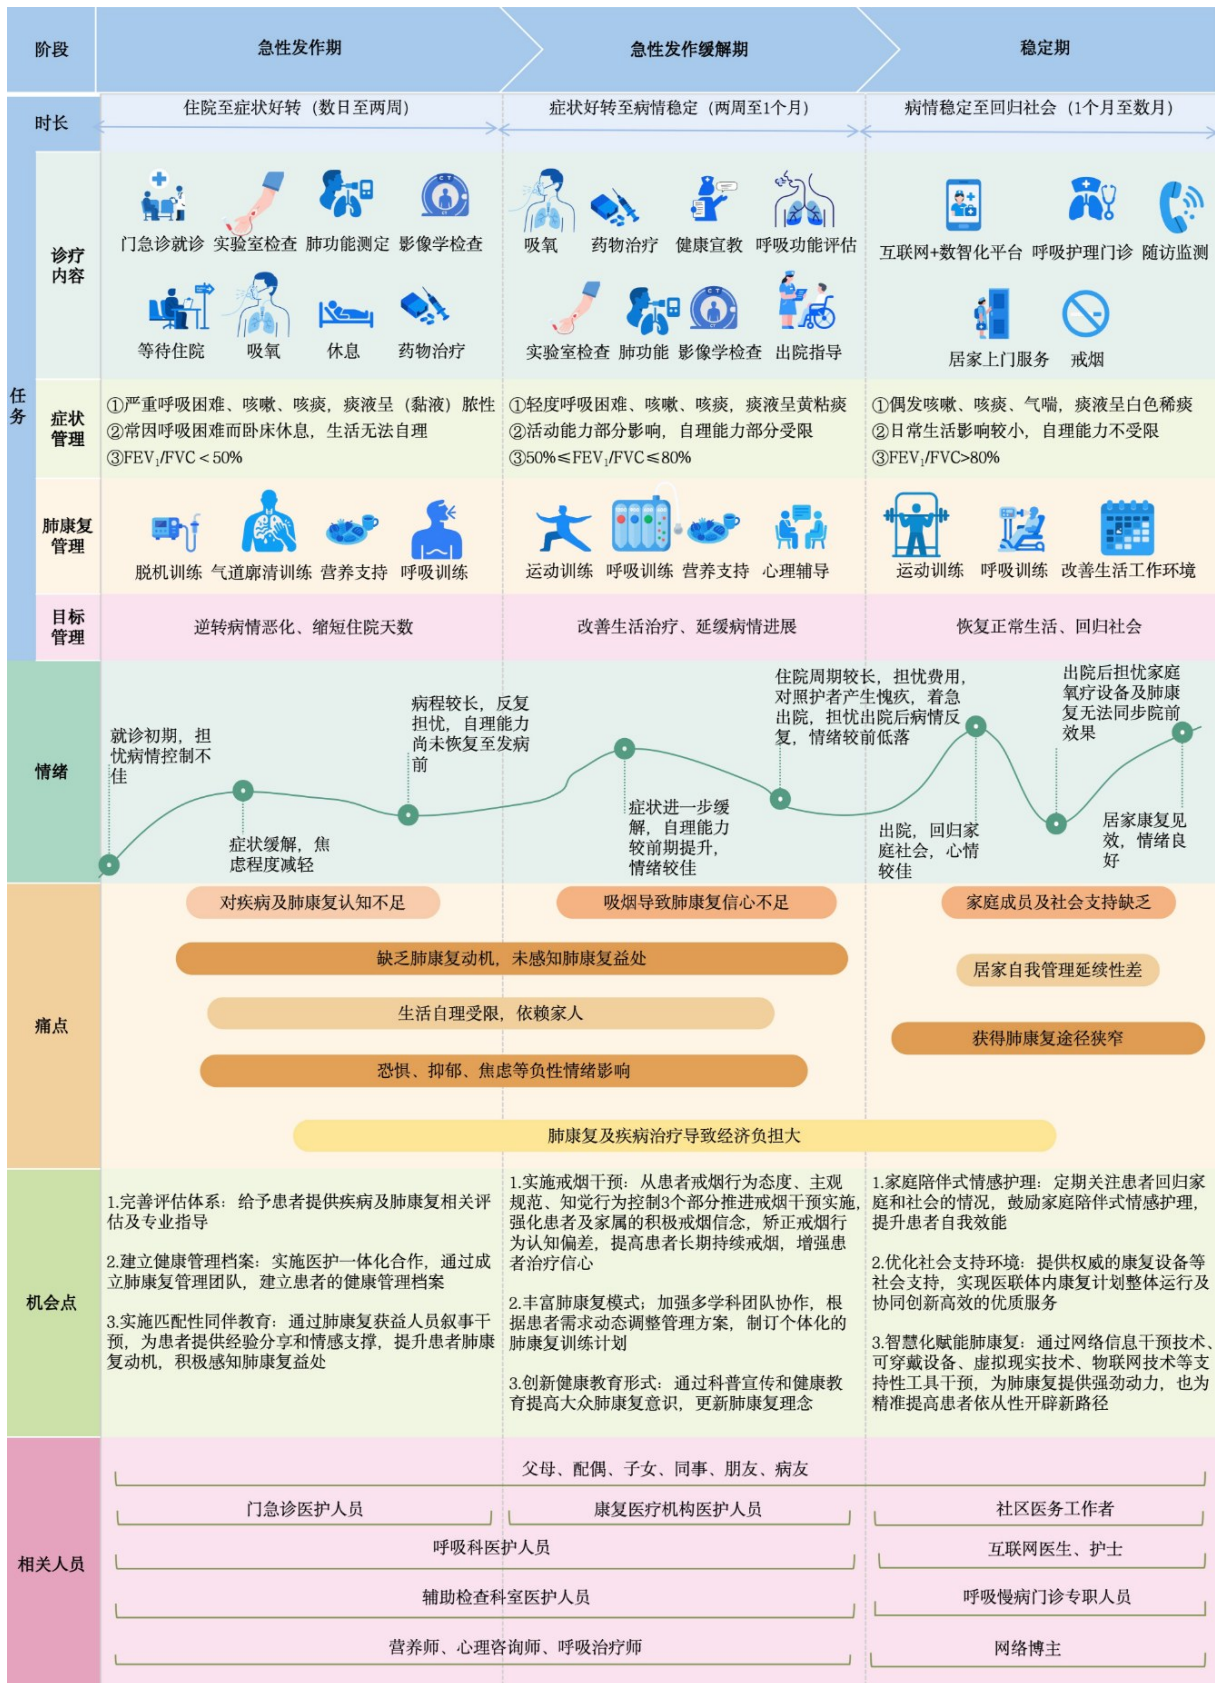 阶段
急性发作期
急性发作缓解期
稳定期
时长
住院至症状好转（数日至两周）
症状好转至病情稳定（两周至1个月）
病情稳定至回归社会（1个月至数月）
任务
诊疗
内容
门急诊就诊 实验室检查 肺功能测定 影像学检查
等待住院 吸氧 休息 药物治疗
吸氧 药物治疗 健康宣教 呼吸功能评估
实验室检查 肺功能 影像学检查 出院指导
互联网+数智化平台 呼吸护理门诊 随访监测
居家上门服务 戒烟
症状
管理
①严重呼吸困难、咳嗽、咳痰，痰液呈（黏液）脓性
②常因呼吸困难而卧床休息，生活无法自理
③FEV₁/FVC＜50%
①轻度呼吸困难、咳嗽、咳痰，痰液呈黄粘痰
②活动能力部分影响，自理能力部分受限
③50%≤FEV₁/FVC≤80%
①偶发咳嗽、咳痰、气喘，痰液呈白色稀痰
②日常生活影响较小，自理能力不受限
③FEV₁/FVC>80%
肺康复
管理
脱机训练 气道廓清训练 营养支持 呼吸训练
运动训练 呼吸训练 营养支持 心理辅导
运动训练 呼吸训练 改善生活工作环境
目标
管理
逆转病情恶化、缩短住院天数
改善生活治疗、延缓病情进展
恢复正常生活、回归社会
情绪
就诊初期，担
忧病情控制不
佳
症状缓解，焦
虑程度减轻
病程较长，反复
担忧，自理能力
尚未恢复至发病
前
症状进一步缓
解，自理能力
较前期提升，
情绪较佳
住院周期较长，担忧费用，
对照护者产生愧疚，着急
出院，担忧出院后病情反
复，情绪较前低落
出院，回归家
庭社会，心情
较佳
出院后担忧家庭
氧疗设备及肺康
复无法同步院前
效果
居家康复见
效，情绪良
好
痛点
对疾病及肺康复认知不足
吸烟导致肺康复信心不足
家庭成员及社会支持缺乏
缺乏肺康复动机，未感知肺康复益处
居家自我管理延续性差
生活自理受限，依赖家人
获得肺康复途径狭窄
恐惧、抑郁、焦虑等负性情绪影响
肺康复及疾病治疗导致经济负担大
机会点
1.完善评估体系：给予患者提供疾病及肺康复相关评
估及专业指导
2.建立健康管理档案：实施医护一体化合作，通过成
立肺康复管理团队，建立患者的健康管理档案
3.实施匹配性同伴教育：通过肺康复获益人员叙事干
预，为患者提供经验分享和情感支撑，提升患者肺康
复动机，积极感知肺康复益处
1.实施戒烟干预：从患者戒烟行为态度、主观
规范、知觉行为控制3个部分推进戒烟干预实施，
强化患者及家属的积极戒烟信念，矫正戒烟行
为认知偏差，提高患者长期持续戒烟，增强患
者治疗信心
2.丰富肺康复模式；加强多学科团队协作，根
据患者需求动态调整管理方案，制订个体化的
肺康复训练计划
3.创新健康教育形式：通过科普宣传和健康教
育提高大众肺康复意识，更新肺康复理念
1.家庭陪伴式情感护理：定期关注患者回归家
庭和社会的情况，鼓励家庭陪伴式情感护理，
提升患者自我效能
2.优化社会支持环境：提供权威的康复设备等
社会支持，实现医联体内康复计划整体运行及
协同创新高效的优质服务
3.智慧化赋能肺康复：通过网络信息干预技术、
可穿戴设备、虚拟现实技术、物联网技术等支
持性工具干预，为肺康复提供强劲动力，也为
精准提高患者依从性开辟新路径
相关人员
父母、配偶、子女、同事、朋友、病友
门急诊医护人员
康复医疗机构医护人员
社区医务工作者
呼吸科医护人员
互联网医生、护士
辅助检查科室医护人员
呼吸慢病门诊专职人员
营养师、心理咨询师、呼吸治疗师
网络博主